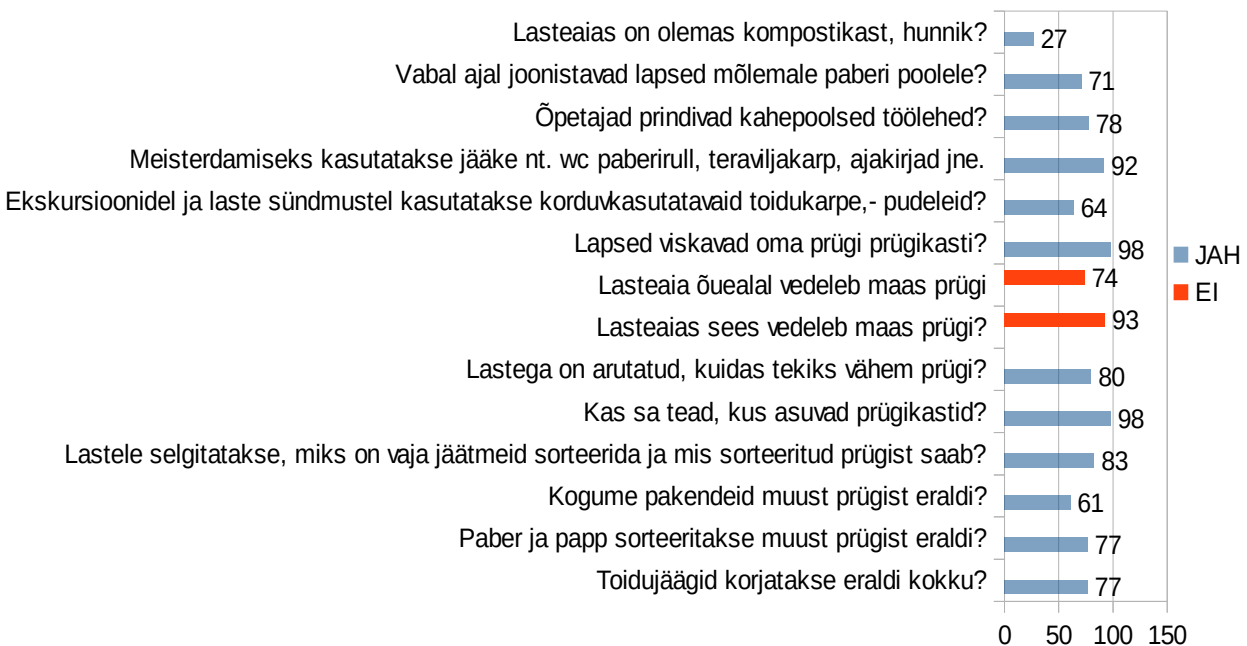 Lasteaias on olemas kompostikast, hunnik? 27
Vabal ajal joonistavad lapsed mõlemale paberi poolele? 71
Õpetajad prindivad kahepoolsed töölehed? 78
Meisterdamiseks kasutatakse jääke nt. wc paberirull, teraviljakarp, ajakirjad jne. 92
Ekskursioonidel ja laste sündmustel kasutatakse korduvkasutatavaid toidukarpe,- pudeleid? 64
Lapsed viskavad oma prügi prügikasti? 98
Lasteaia õuealal vedeleb maas prügi 74
Lasteaias sees vedeleb maas prügi? 93
Lastega on arutatud, kuidas tekiks vähem prügi? 80
Kas sa tead, kus asuvad prügikastid? 98
Lastele selgitatakse, miks on vaja jäätmeid sorteerida ja mis sorteeritud prügist saab? 83
Kogume pakendeid muust prügist eraldi? 61
Paber ja papp sorteeritakse muust prügist eraldi? 77
Toidujäägid korjatakse eraldi kokku? 77
0 50 100 150
JAH
EI